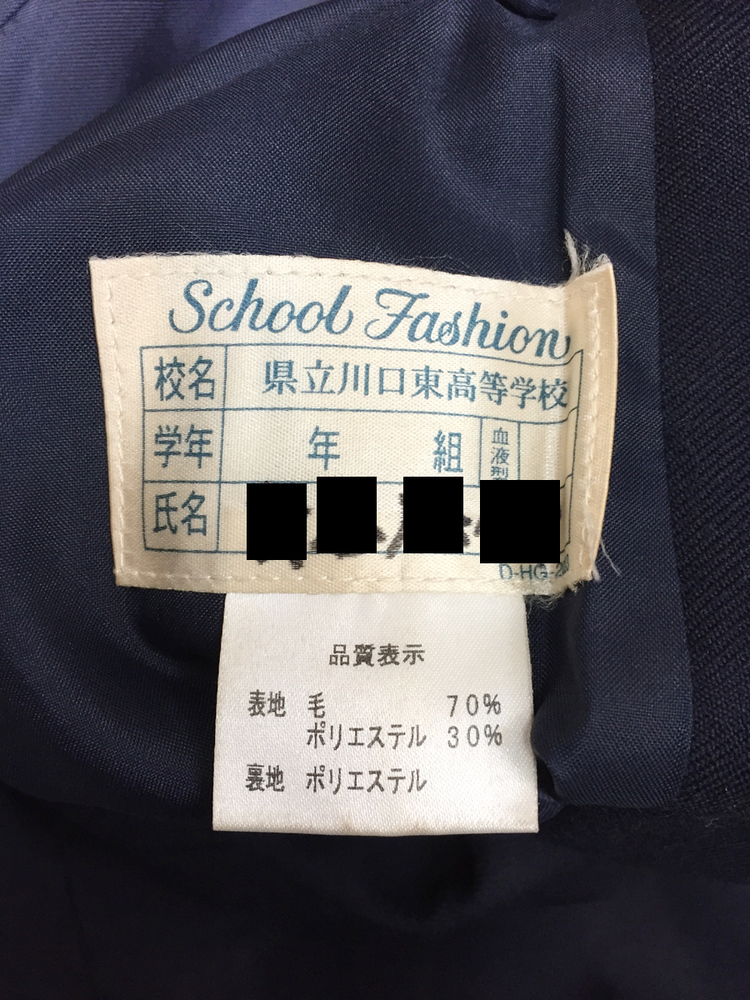 School Fashion
校名 県立川口東高等学校
学年 年 組 血液型
氏名
D-HG-
品質表示
表地 毛 70%
ポリエステル 30%
裏地 ポリエステル